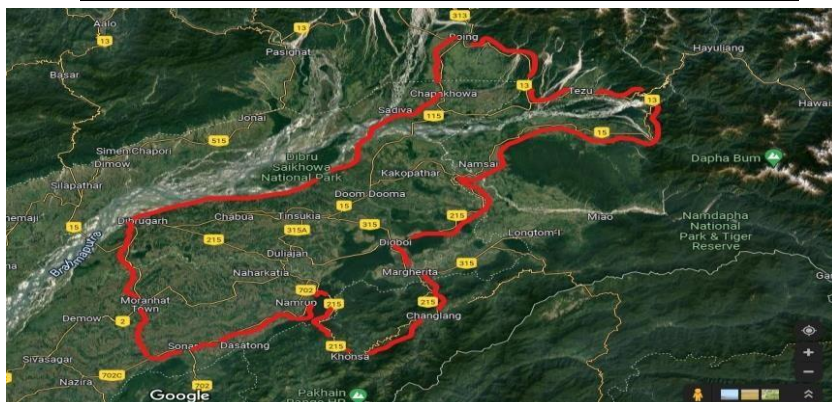 313
Aalo
13
Roing
Hayuliang
Pasighat
13
Basar
13
Tezu
13
Chapakhowa
Hawai
Sadiya
115
Jonai
515
15
Simen Chapori
Dimow
Dibru
Saikhowa
National Park
Namsai
Dapha Bum
Silapathar
Kakopathar
Doom Dooma
15
Dibrugarh
Chabua
Tinsukia
215
Miao
Namdapha
National
Park & Tiger
Reserve
15
315A
315
Digboi
215
Duliajan
315
Brahmaputra
Margherita
Naharkatia
702
Moranhat
Town
Namrup
215
215
Changlang
Demow
2
215
Sonari
Dasatong
Khonsa
Sivasagar
702C
702
Nazira
Google
Pakhain